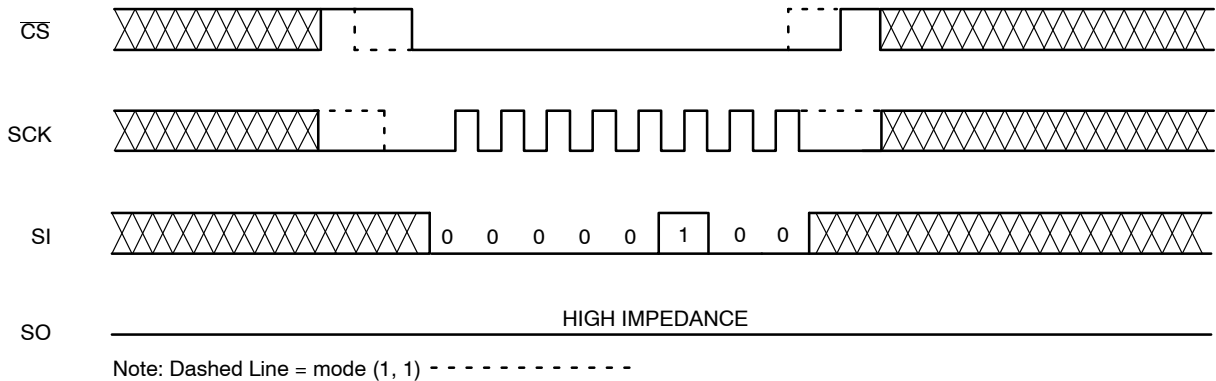 CS
SCK
SI 0 0 0 0 0 1 0 0
SO HIGH IMPEDANCE
Note: Dashed Line = mode (1, 1)